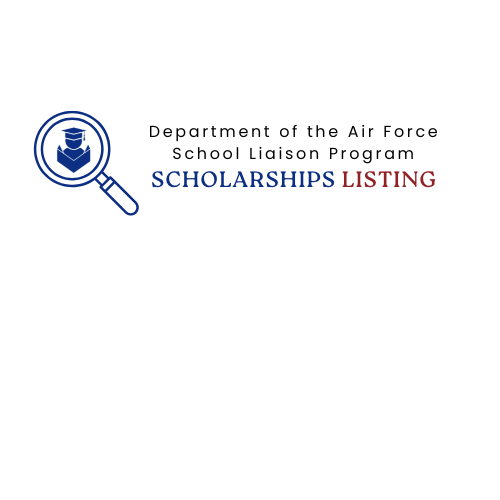 Department of the Air Force
School Liaison Program
SCHOLARSHIPS LISTING